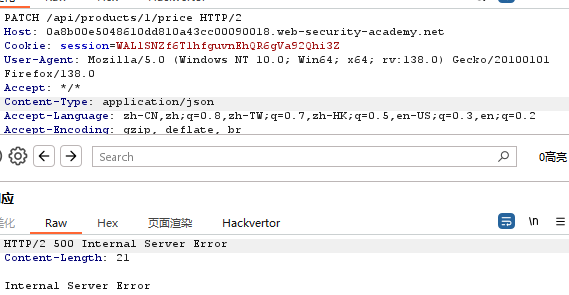 PATCH /api/products/1/price HTTP/2
Host: 0a8b00e5048610dd810a43cc00090018.web-security-academy.net
Cookie: session=WALlSNZf6TlhfguvnEhQR6gVa92Qhi3Z
User-Agent: Mozilla/5.0 (Windows NT 10.0; Win64; x64; rv:138.0) Gecko/20100101
Firefox/138.0
Accept: */*
Content-Type: application/json
Accept-Language: zh-CN,zh;q=0.8,zh-TW;q=0.7,zh-HK;q=0.5,en-US;q=0.3,en;q=0.2
Accept-Encoding: gzip, deflate, br
Search 0高亮
应
美化 Raw Hex 页面渲染 Hackvertor \n
HTTP/2 500 Internal Server Error
Content-Length: 21
Internal Server Error